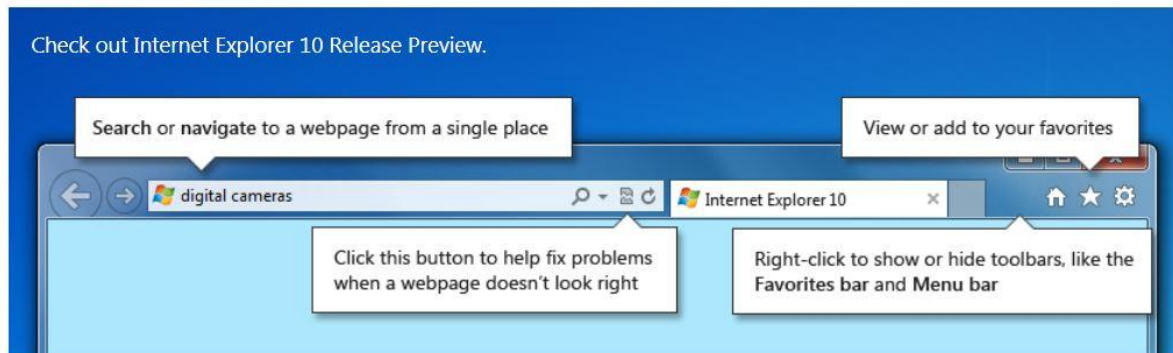 Check out Internet Explorer 10 Release Preview.
Search or navigate to a webpage from a single place
View or add to your favorites
digital cameras
Internet Explorer 10
Click this button to help fix problems
when a webpage doesn't look right
Right-click to show or hide toolbars, like the
Favorites bar and Menu bar